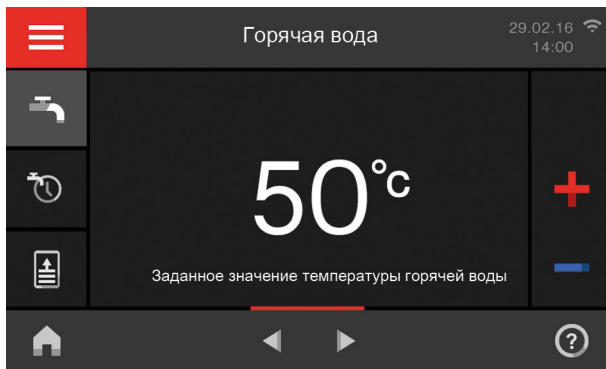 Горячая вода
29.02.16
14:00
50°C
Заданное значение температуры горячей воды
?